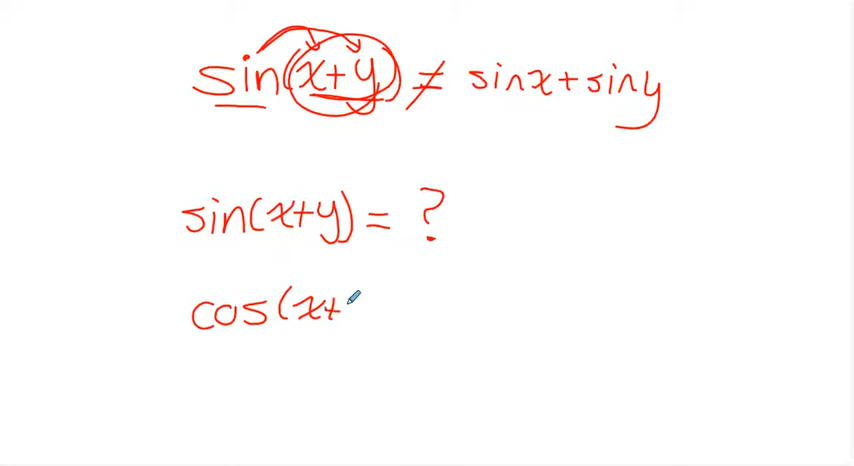 sin(x+y) ≠ sinx+siny
sin(x+y)= ?
cos(x+